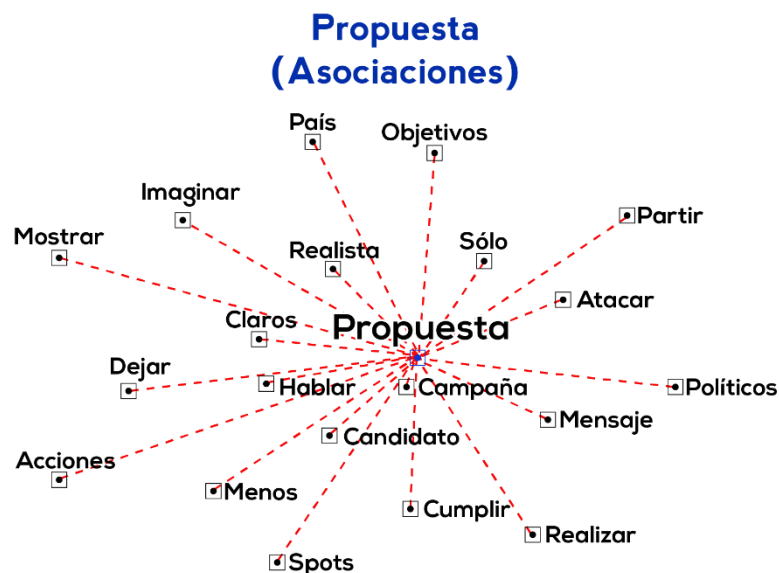 Propuesta
(Asociaciones)
País
Objetivos
Imaginar
Partir
Mostrar
Realista
Sólo
Atacar
Claros
Propuesta
Dejar
Hablar
Campaña
Políticos
Mensaje
Candidato
Acciones
Menos
Cumplir
Realizar
Spots